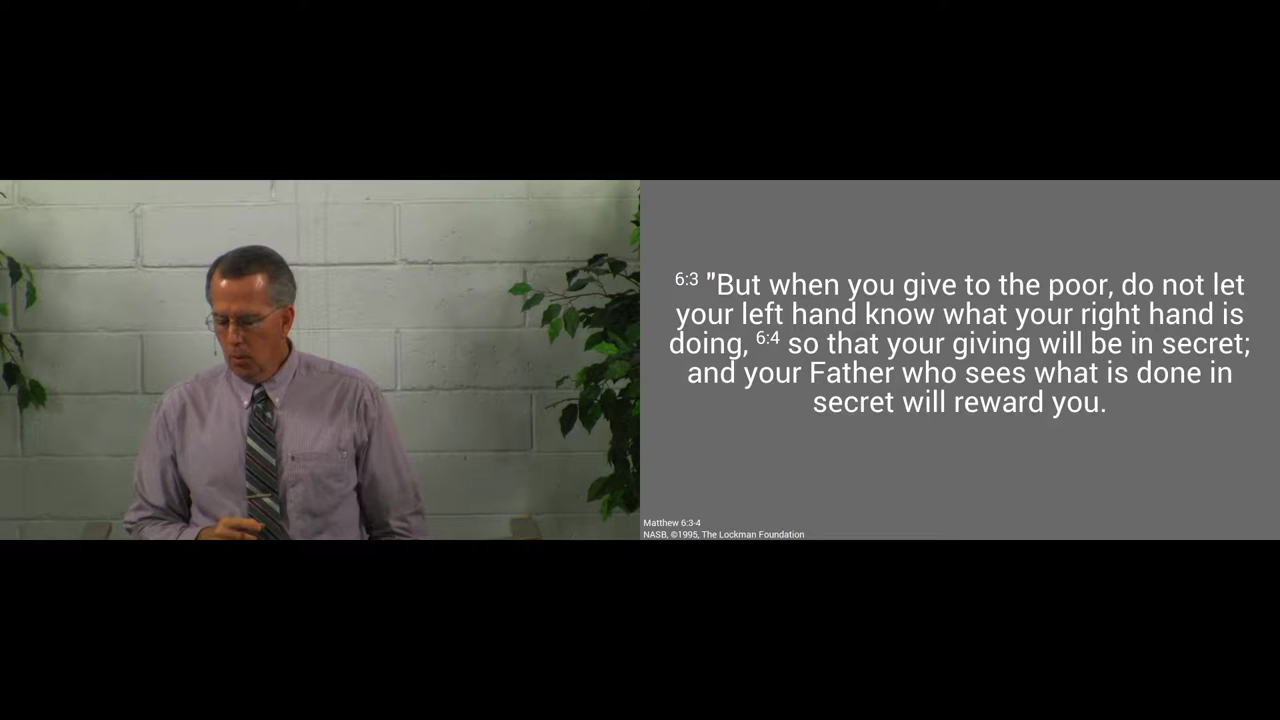 6:3 "But when you give to the poor, do not let
your left hand know what your right hand is
doing, 6:4 so that your giving will be in secret;
and your Father who sees what is done in
secret will reward you.
Matthew 6:3-4
NASB, ©1995, The Lockman Foundation